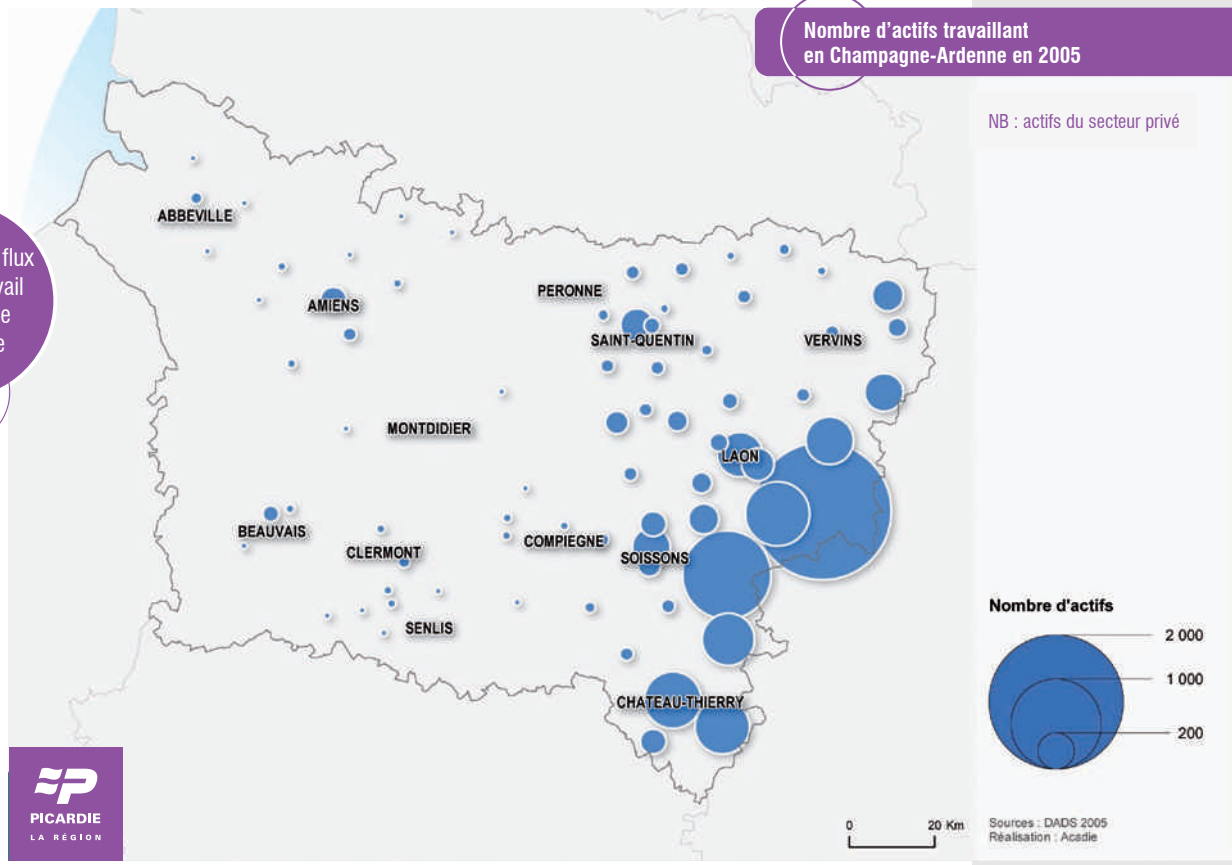 Nombre d'actifs travaillant
en Champagne-Ardenne en 2005
NB : actifs du secteur privé
ABBEVILLE
flux
vail
e
e
AMIENS
PERONNE
SAINT-QUENTIN
VERVINS
MONTDIDIER
LAON
BEAUVAIS
CLERMONT
COMPIEGNE
SOISSONS
SENLIS
CHATEAU-THIERRY
Nombre d'actifs
2 000
1 000
200
PICARDIE
LA RÉGION
0 20 Km
Sources : DADS 2005
Réalisation : Acadie